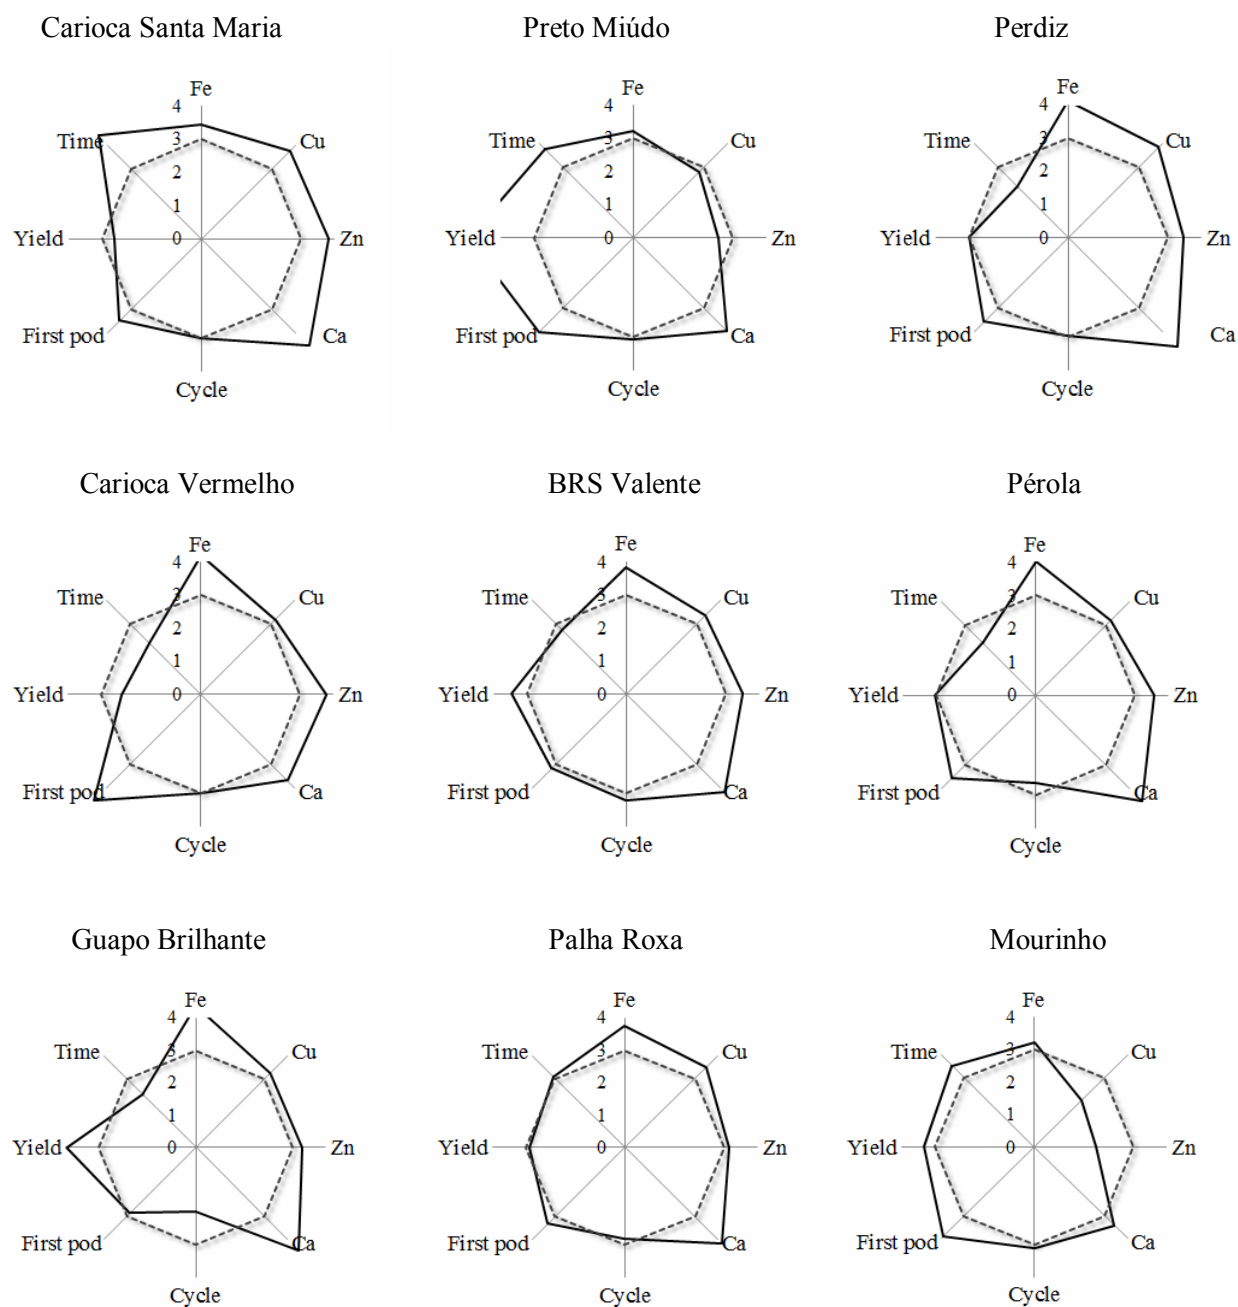 Carioca Santa Maria
Preto Miúdo
Perdiz
Fe
4
Time
3
Cu
2
1
Yield
0
Zn
First pod
Ca
Cycle
Fe
4
Time
3
Cu
2
1
Yield
0
Zn
First pod
Ca
Cycle
Fe
4
Time
3
Cu
2
1
Yield
0
Zn
First pod
Ca
Cycle
Carioca Vermelho
BRS Valente
Pérola
Fe
4
Time
3
Cu
2
1
Yield
0
Zn
First pod
Ca
Cycle
Fe
4
Time
3
Cu
2
1
Yield
0
Zn
First pod
Ca
Cycle
Fe
4
Time
3
Cu
2
1
Yield
0
Zn
First pod
Ca
Cycle
Guapo Brilhante
Palha Roxa
Mourinho
Fe
4
Time
3
Cu
2
1
Yield
0
Zn
First pod
Ca
Cycle
Fe
4
Time
3
Cu
2
1
Yield
0
Zn
First pod
Ca
Cycle
Fe
4
Time
3
Cu
2
1
Yield
0
Zn
First pod
Ca
Cycle